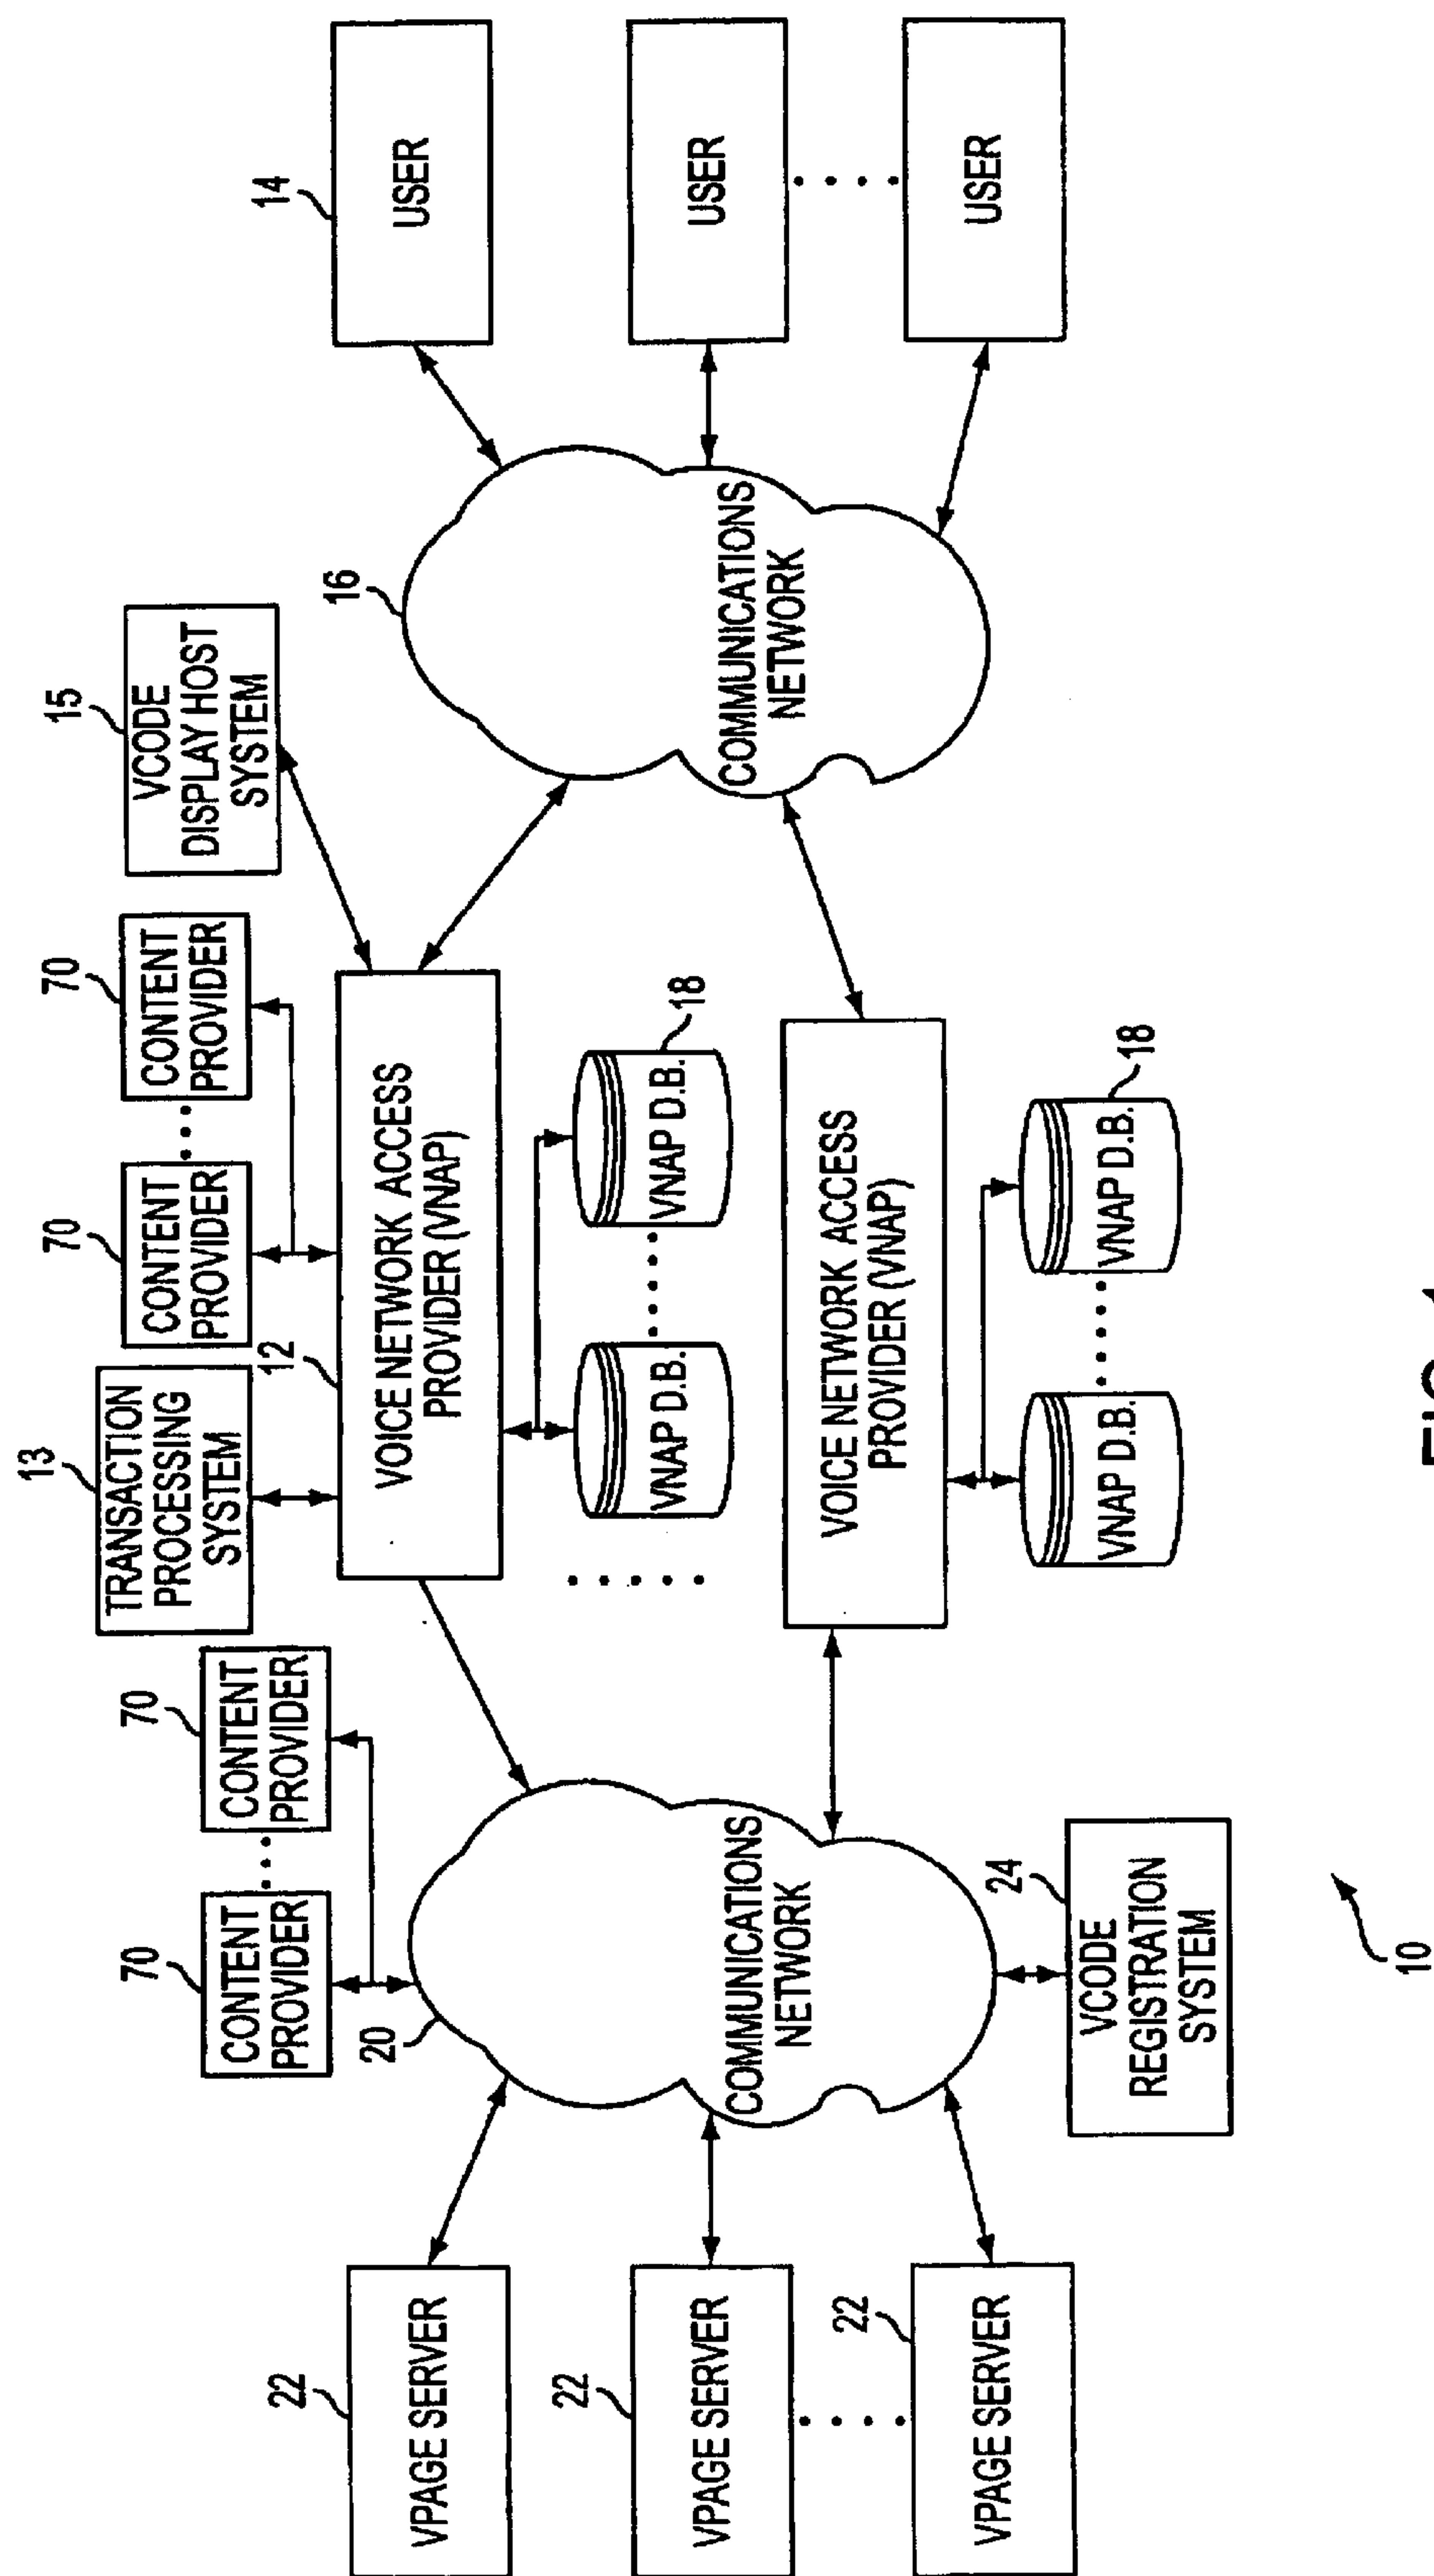 70
CONTENT
PROVIDER
70
CONTENT
PROVIDER
13
TRANSACTION
PROCESSING
SYSTEM
70
CONTENT
PROVIDER
70
CONTENT
PROVIDER
15
VCODE
DISPLAY HOST
SYSTEM
22
VPAGE SERVER
22
VPAGE SERVER
22
VPAGE SERVER
20
COMMUNICATIONS
NETWORK
24
VCODE
REGISTRATION
SYSTEM
12
VOICE NETWORK ACCESS
PROVIDER (VNAP)
VNAP D.B.
VNAP D.B.
18
VOICE NETWORK ACCESS
PROVIDER (VNAP)
VNAP D.B.
VNAP D.B.
18
16
COMMUNICATIONS
NETWORK
14
USER
USER
USER
10